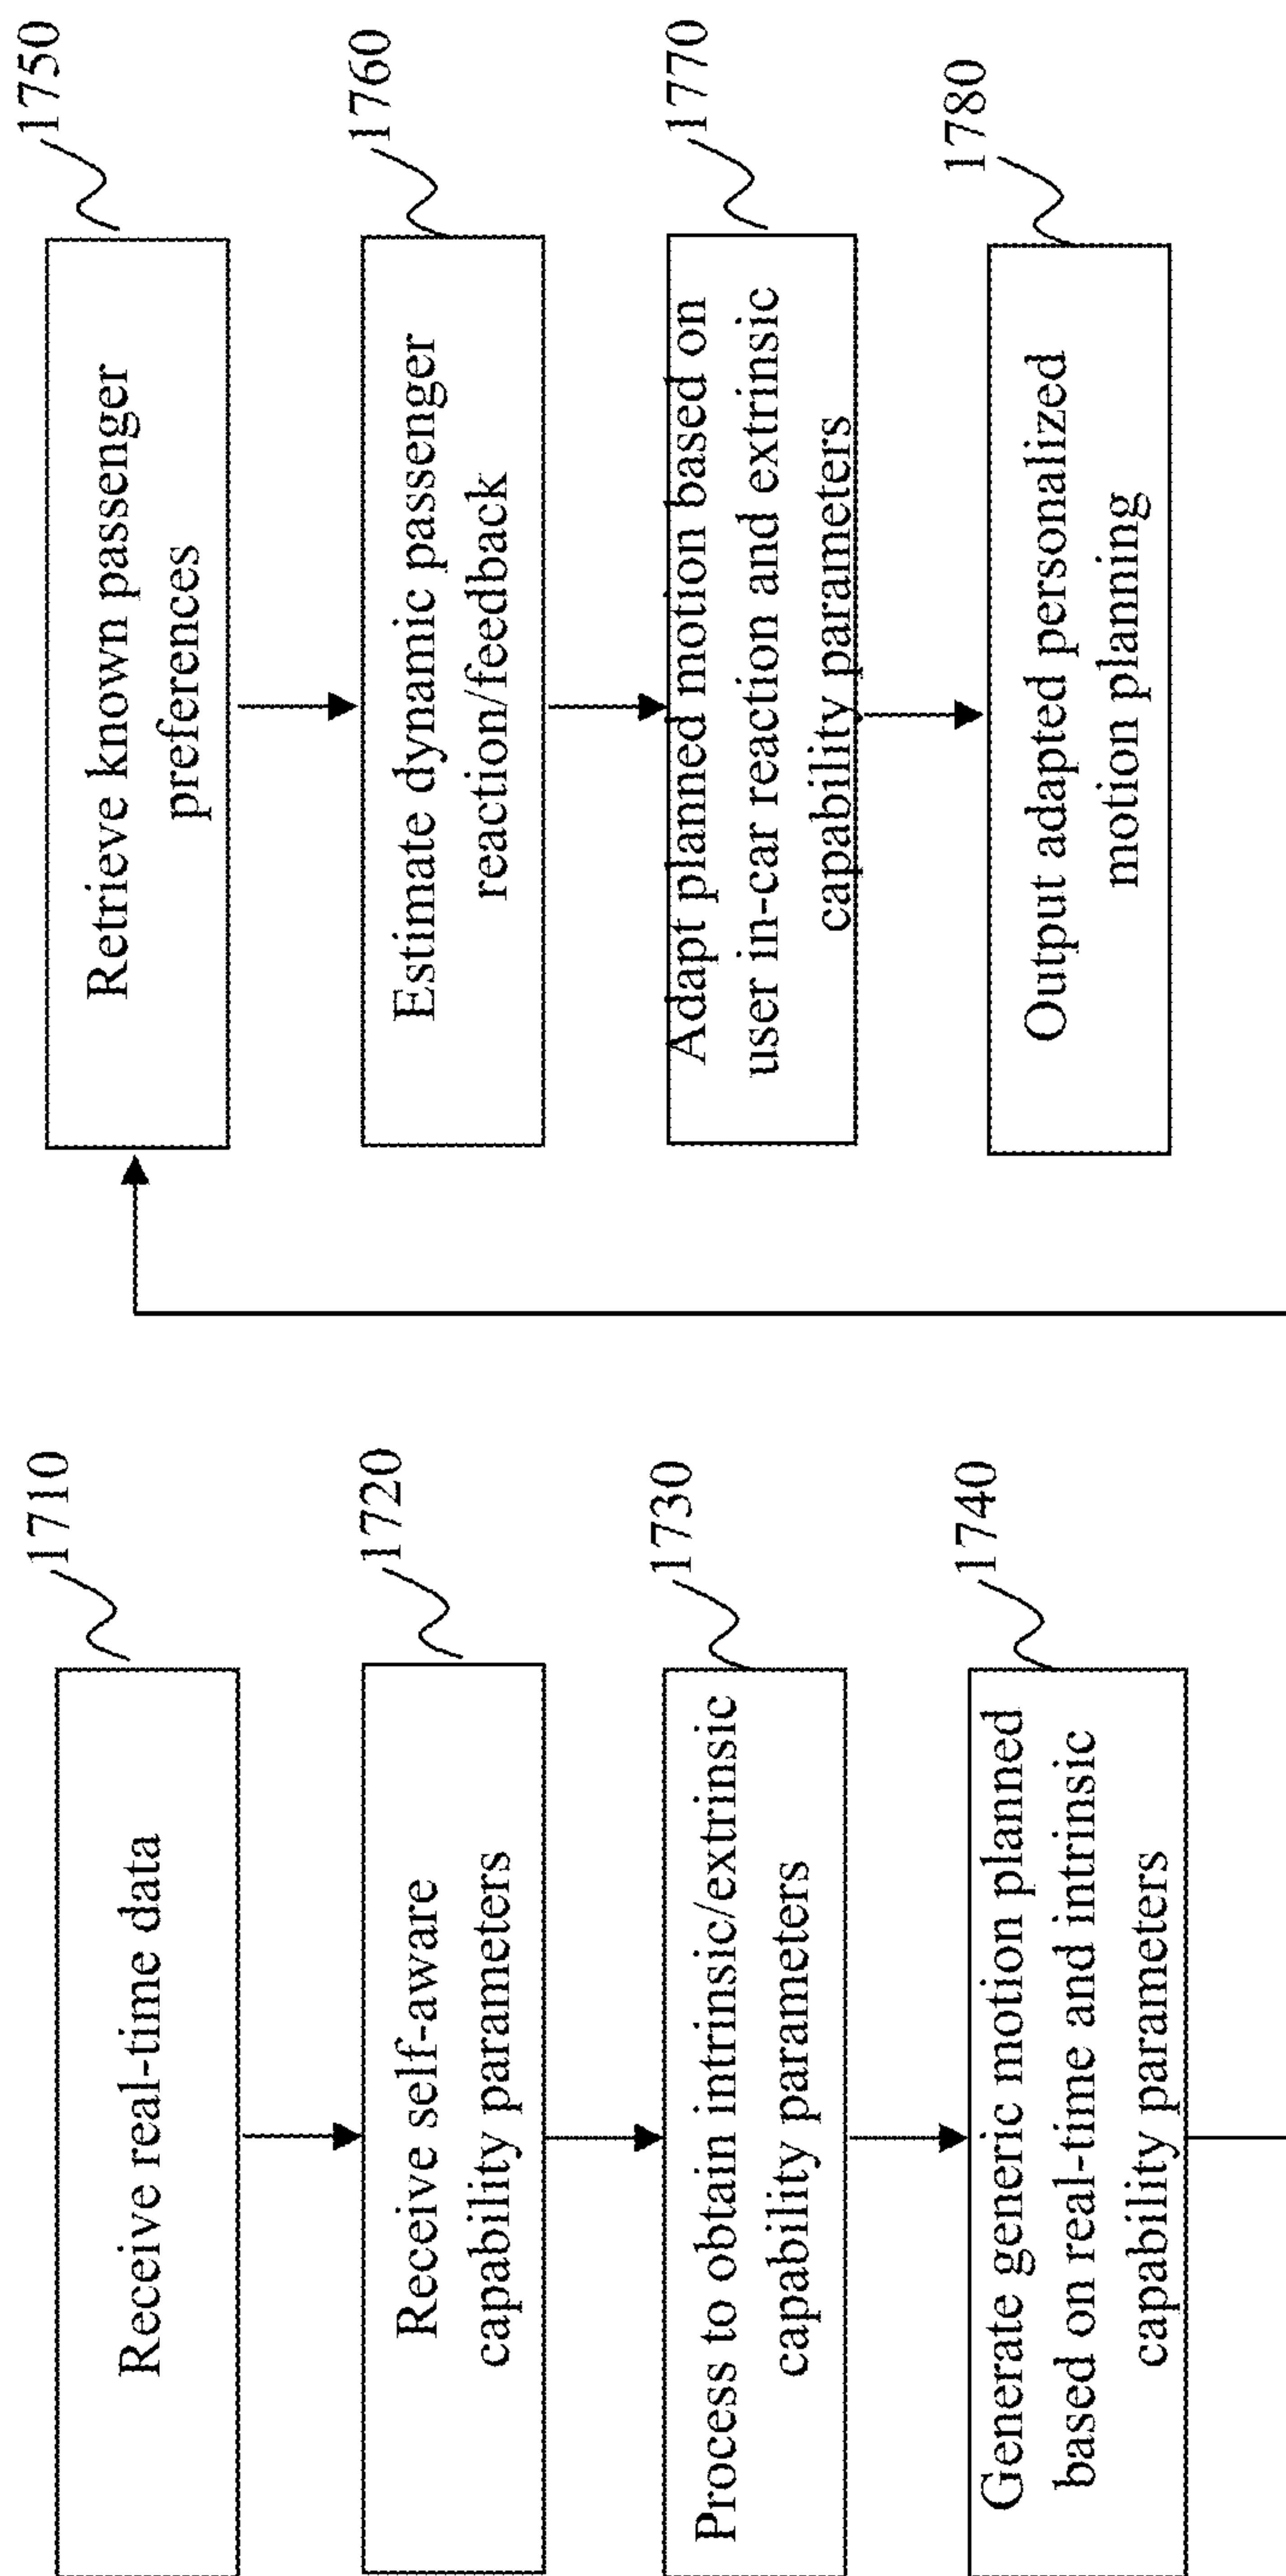 Receive real-time data
1710
Receive self-aware
capability parameters
1720
Process to obtain intrinsic/extrinsic
capability parameters
1730
Generate generic motion planned
based on real-time and intrinsic
capability parameters
1740
Retrieve known passenger
preferences
1750
Estimate dynamic passenger
reaction/feedback
1760
Adapt planned motion based on
user in-car reaction and extrinsic
capability parameters
1770
Output adapted personalized
motion planning
1780